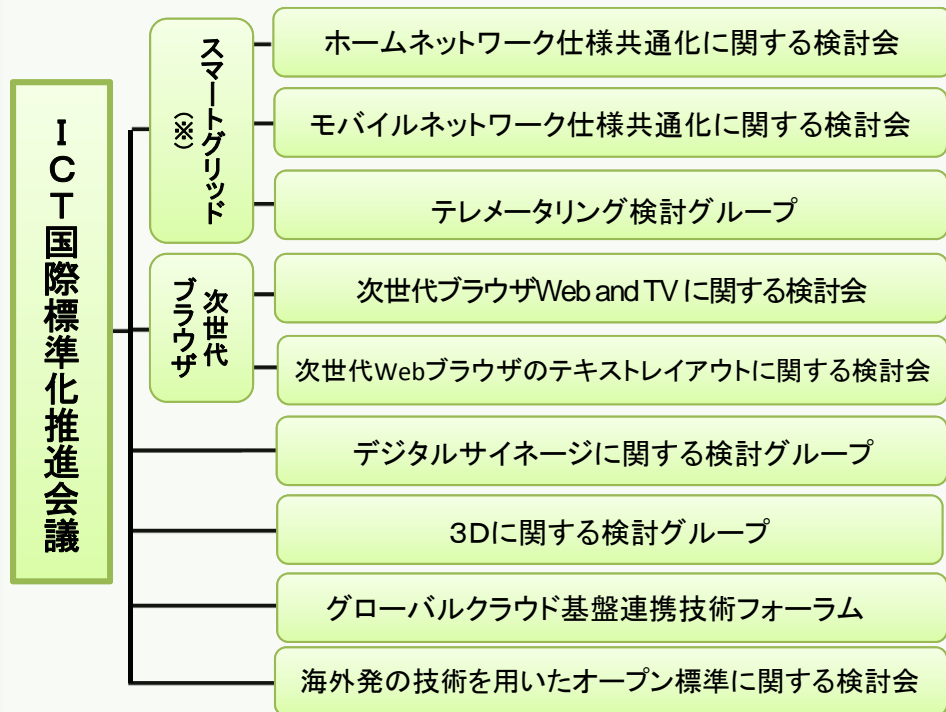 ICT国際標準化推進会議
スマートグリッド
(※)
ホームネットワーク仕様共通化に関する検討会
モバイルネットワーク仕様共通化に関する検討会
テレメータリング検討グループ
次世代
ブラウザ
次世代ブラウザWeb and TV に関する検討会
次世代Webブラウザのテキストレイアウトに関する検討会
デジタルサイネージに関する検討グループ
3Dに関する検討グループ
グローバルクラウド基盤連携技術フォーラム
海外発の技術を用いたオープン標準に関する検討会